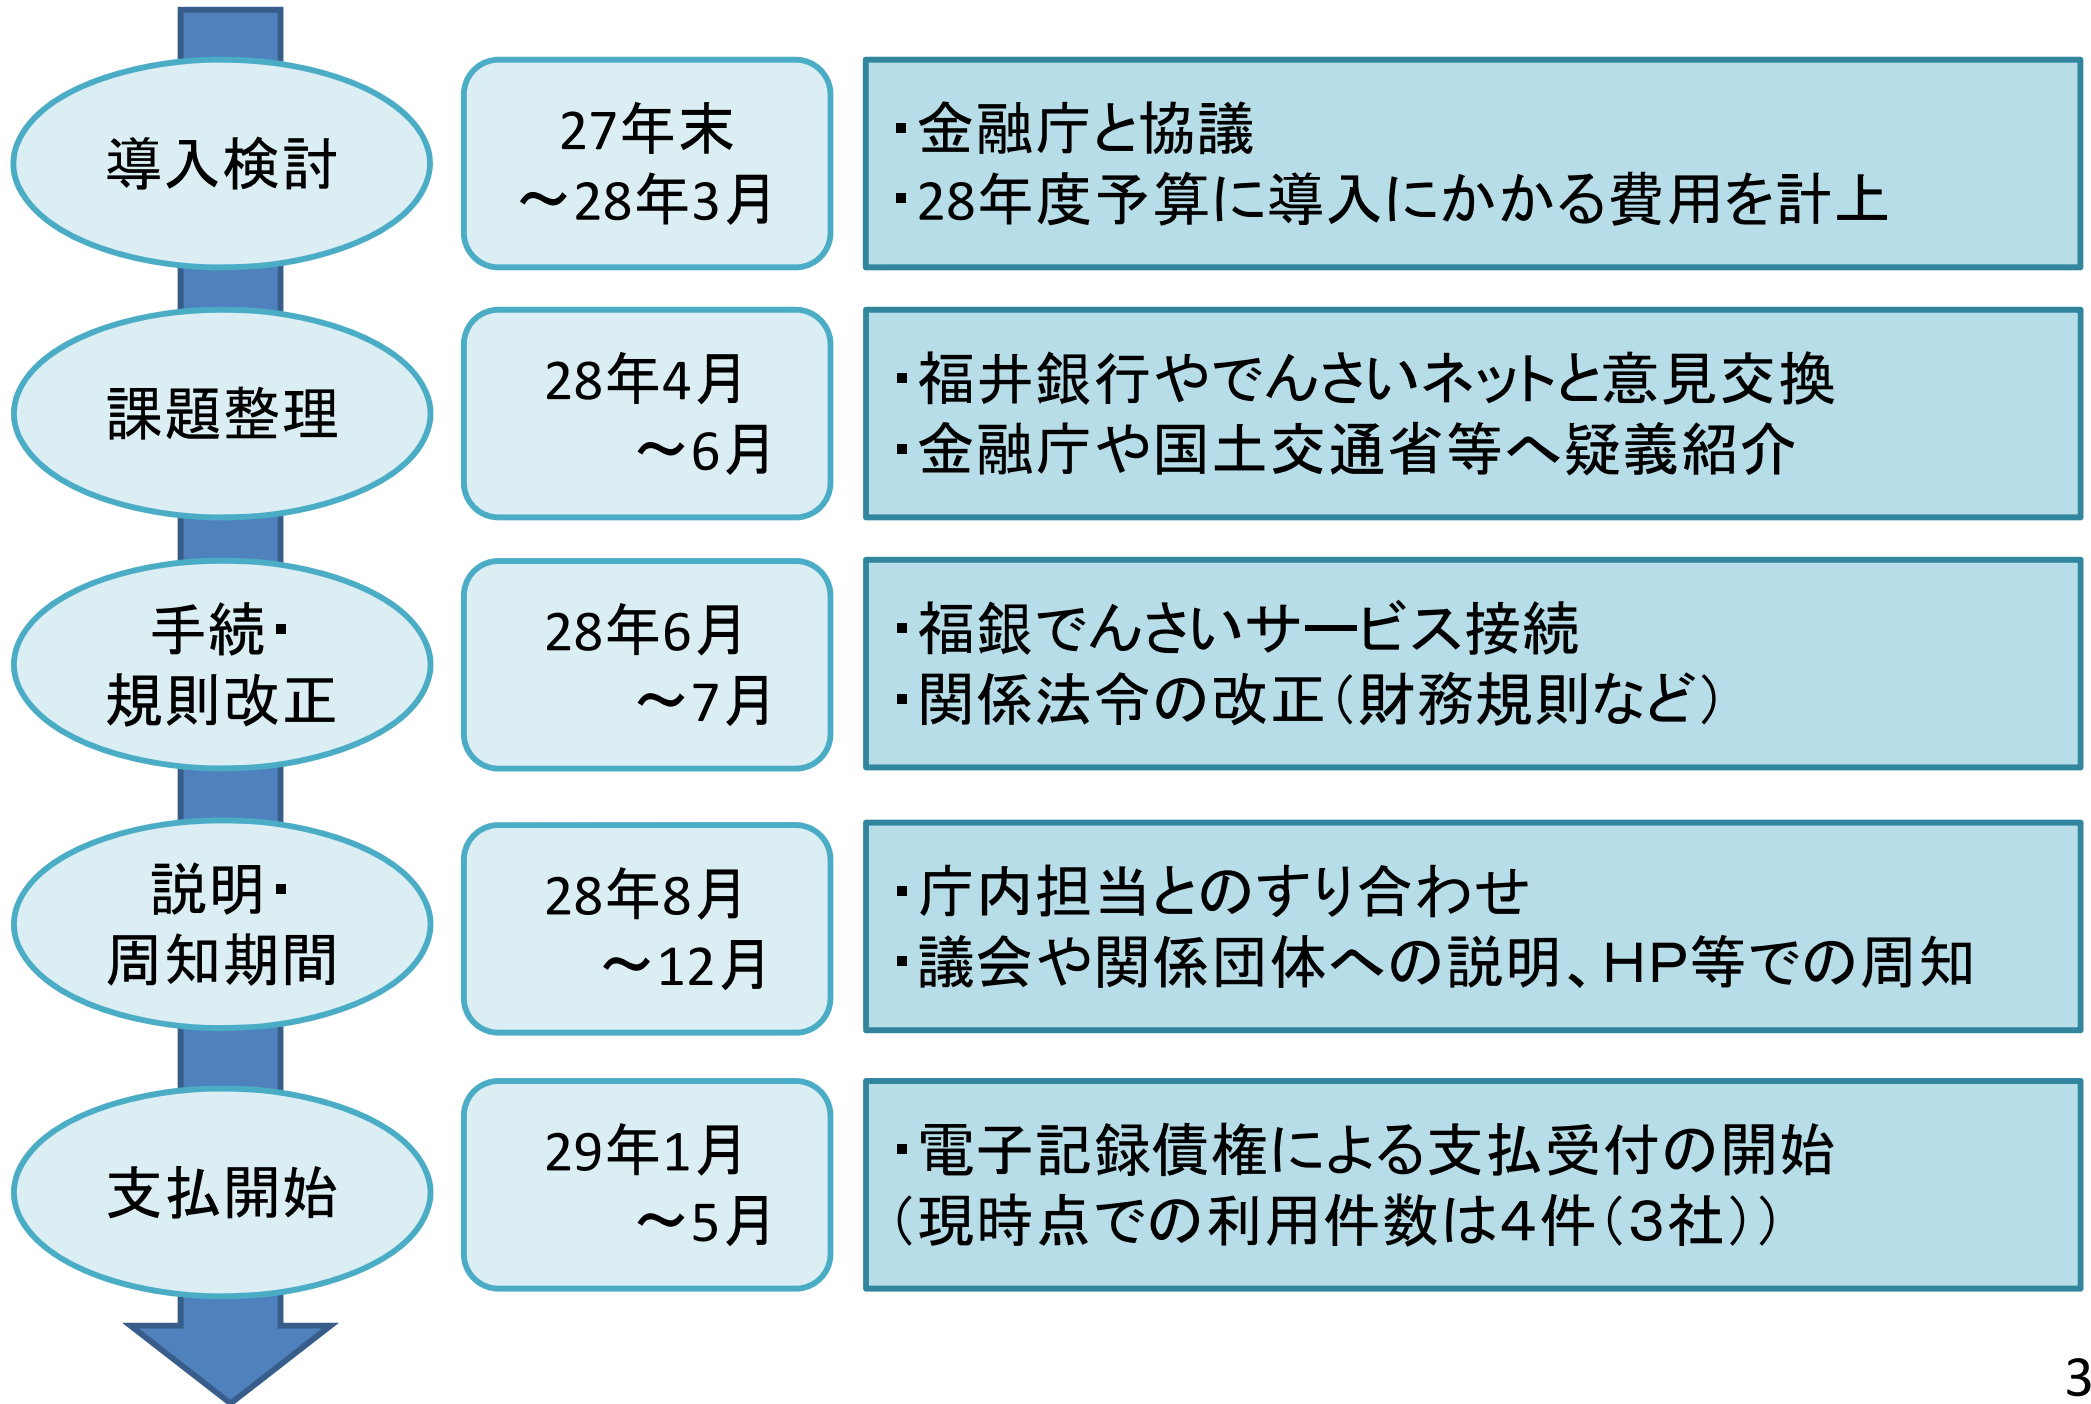 導入検討
27年末
～28年3月
・金融庁と協議
・28年度予算に導入にかかる費用を計上
課題整理
28年4月
～6月
・福井銀行やでんさいネットと意見交換
・金融庁や国土交通省等へ疑義紹介
手続・
規則改正
28年6月
～7月
・福銀でんさいサービス接続
・関係法令の改正（財務規則など）
説明・
周知期間
28年8月
～12月
・庁内担当とのすり合わせ
・議会や関係団体への説明、ＨＰ等での周知
支払開始
29年1月
～5月
・電子記録債権による支払受付の開始
（現時点での利用件数は４件（３社））
3